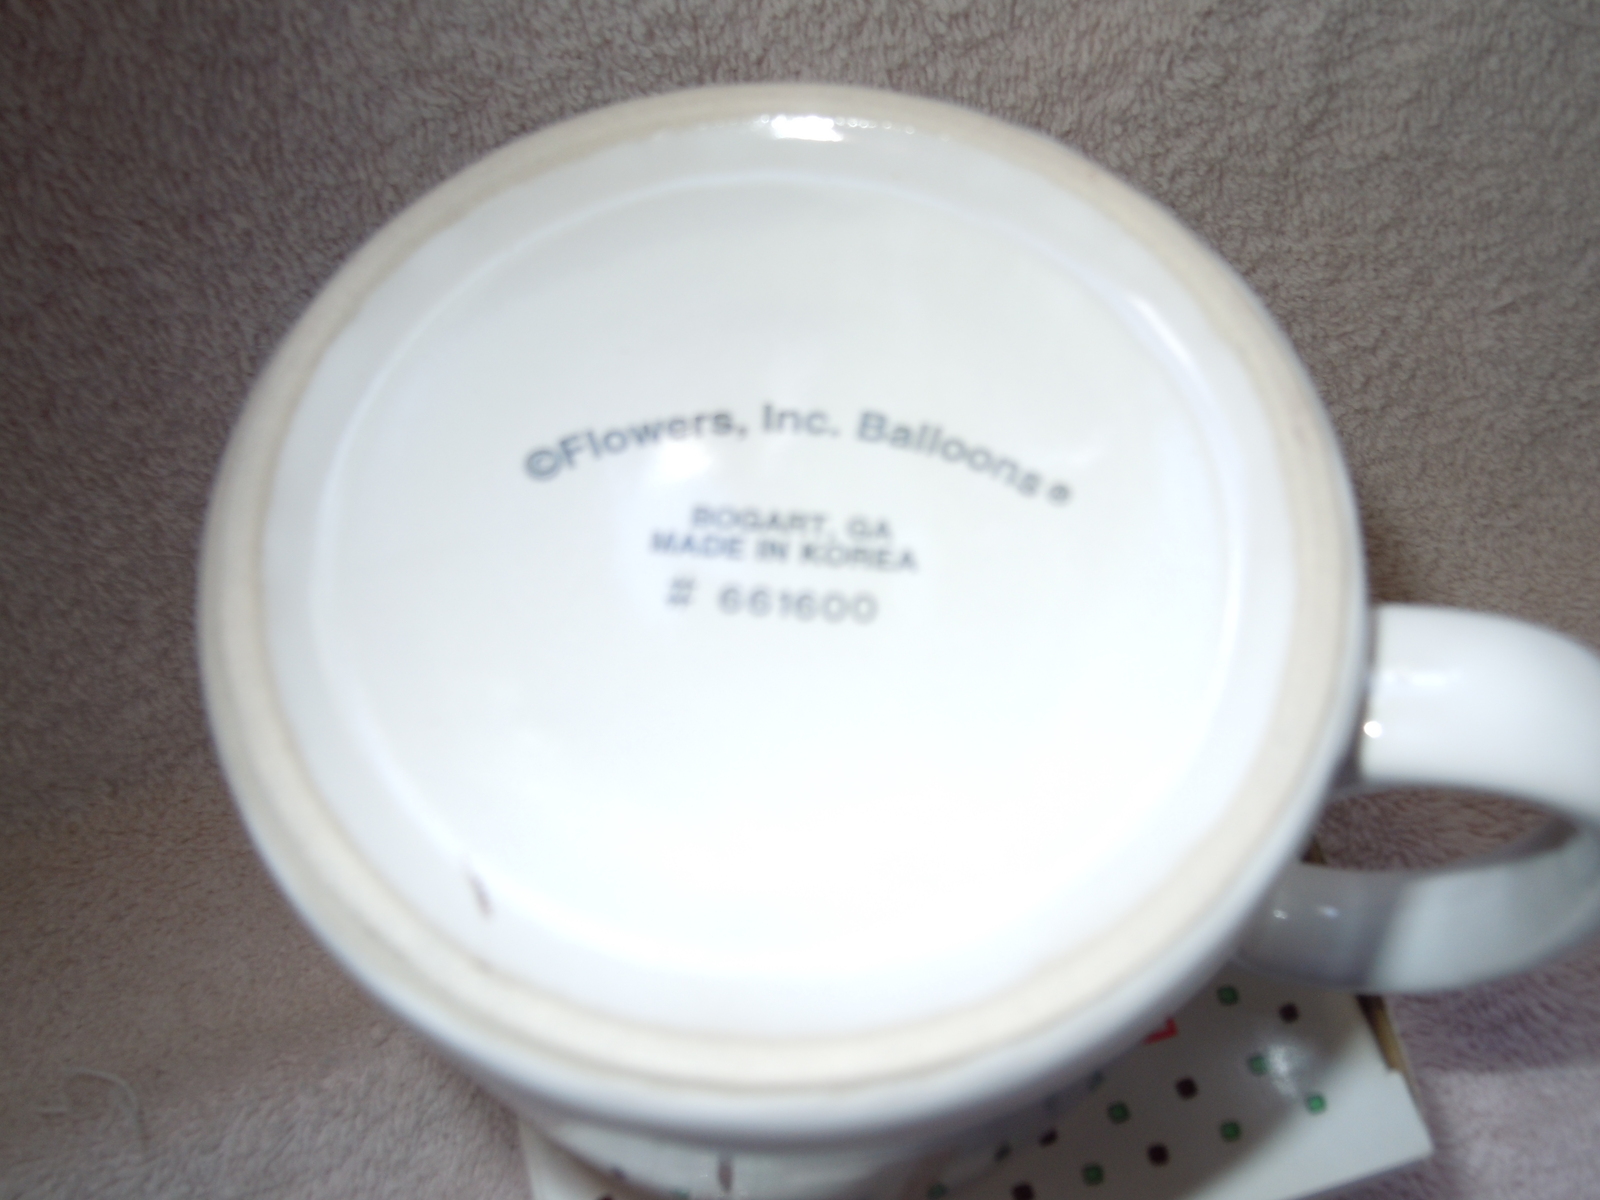 ©Flowers, Inc. Balloons®
BOGART, GA
MADE IN KOREA
# 661600